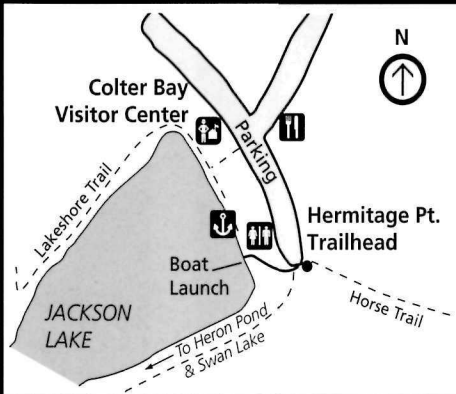 N
Colter Bay
Visitor Center
Parking
Lakeshore Trail
Hermitage Pt.
Trailhead
Boat
Launch
Horse Trail
JACKSON
LAKE
To Heron Pond
& Swan Lake